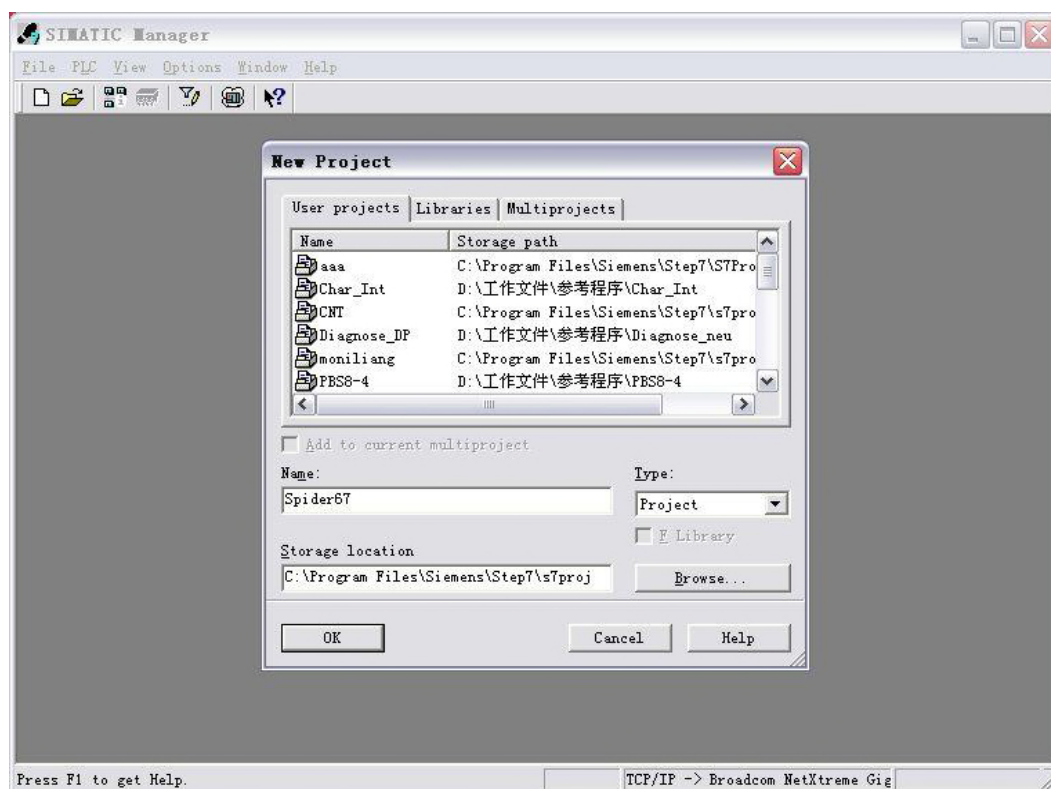 SIMATIC Manager
File PLC View Options Window Help
New Project
User projects Libraries Multiprojects
Name Storage path
aaa C:\Program Files\Siemens\Step7\S7Pro
Char_Int D:\工作文件\参考程序\Char_Int
CNT C:\Program Files\Siemens\Step7\s7pro
Diagnose_DP D:\工作文件\参考程序\Diagnose_neu
moniliang C:\Program Files\Siemens\Step7\s7pro
PBS8-4 D:\工作文件\参考程序\PBS8-4
Add to current multiproject
Name: Type:
Spider67 Project
F Library
Storage location
C:\Program Files\Siemens\Step7\s7proj Browse...
OK Cancel Help
Press F1 to get Help. TCP/IP -> Broadcom NetXtreme Gig